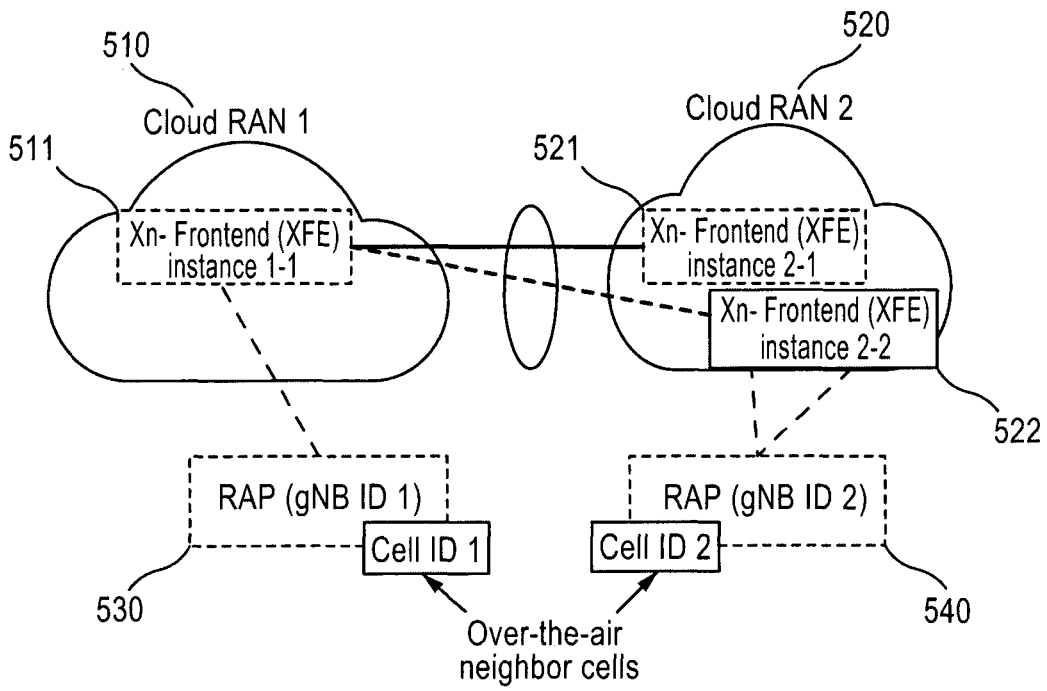 510
520
Cloud RAN 1
Cloud RAN 2
511
521
Xn- Frontend (XFE)
instance 1-1
Xn- Frontend (XFE)
instance 2-1
Xn- Frontend (XFE)
instance 2-2
522
RAP (gNB ID 1)
RAP (gNB ID 2)
Cell ID 1
Cell ID 2
530
540
Over-the-air
neighbor cells